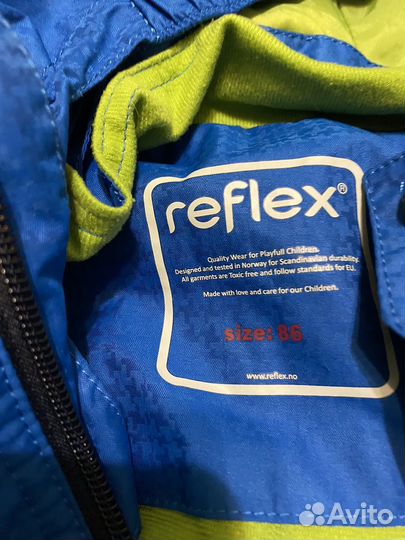 reflex®
Quality Wear for Playfull Children.
Designed and tested in Norway for Scandinavian durability.
All garments are Toxic free and follow standards for EU.
Made with love and care for our Children.
size: 86
www.reflex.no
Avito